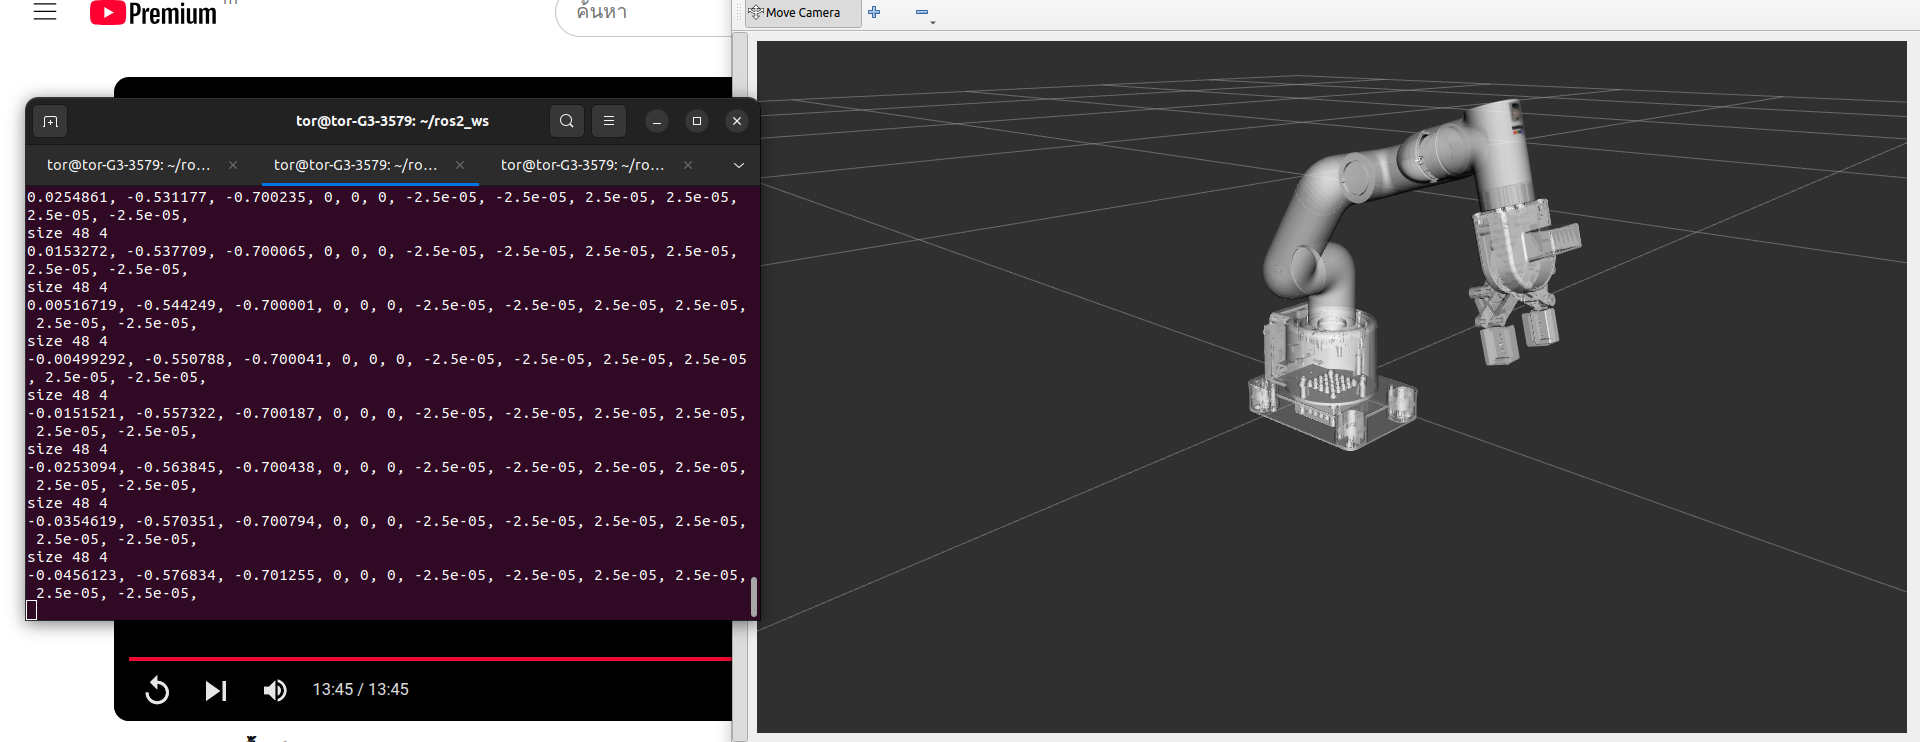 Premium
TH
ค้นหา
Move Camera
tor@tor-G3-3579: ~/ros2_ws
tor@tor-G3-3579: ~/ro...
tor@tor-G3-3579: ~/ro...
tor@tor-G3-3579: ~/ro...
0.0254861, -0.531177, -0.700235, 0, 0, 0, -2.5e-05, -2.5e-05, 2.5e-05, 2.5e-05,
2.5e-05, -2.5e-05,
size 48 4
0.0153272, -0.537709, -0.700065, 0, 0, 0, -2.5e-05, -2.5e-05, 2.5e-05, 2.5e-05,
2.5e-05, -2.5e-05,
size 48 4
0.00516719, -0.544249, -0.700001, 0, 0, 0, -2.5e-05, -2.5e-05, 2.5e-05, 2.5e-05,
2.5e-05, -2.5e-05,
size 48 4
-0.00499292, -0.550788, -0.700041, 0, 0, 0, -2.5e-05, -2.5e-05, 2.5e-05, 2.5e-05
, 2.5e-05, -2.5e-05,
size 48 4
-0.0151521, -0.557322, -0.700187, 0, 0, 0, -2.5e-05, -2.5e-05, 2.5e-05, 2.5e-05,
2.5e-05, -2.5e-05,
size 48 4
-0.0253094, -0.563845, -0.700438, 0, 0, 0, -2.5e-05, -2.5e-05, 2.5e-05, 2.5e-05,
2.5e-05, -2.5e-05,
size 48 4
-0.0354619, -0.570351, -0.700794, 0, 0, 0, -2.5e-05, -2.5e-05, 2.5e-05, 2.5e-05,
2.5e-05, -2.5e-05,
size 48 4
-0.0456123, -0.576834, -0.701255, 0, 0, 0, -2.5e-05, -2.5e-05, 2.5e-05, 2.5e-05,
2.5e-05, -2.5e-05,
13:45 / 13:45